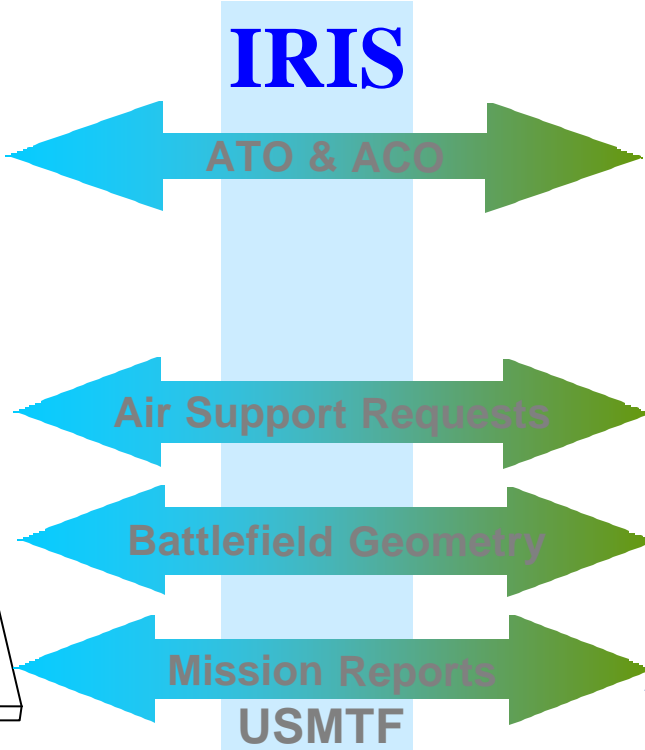 IRIS
ATO & ACO
Air Support Requests
Battlefield Geometry
Mission Reports
USMTF